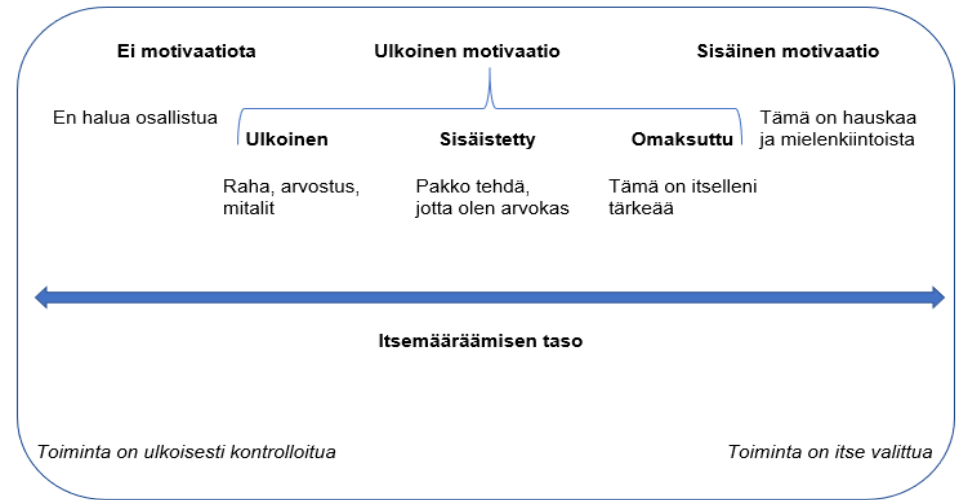 Ei motivaatiota
Ulkoinen motivaatio
Sisäinen motivaatio
En halua osallistua
Tämä on hauskaa
ja mielenkiintoista
Ulkoinen
Sisäistetty
Omaksuttu
Raha, arvostus,
mitalit
Pakko tehdä,
jotta olen arvokas
Tämä on itselleni
tärkeää
Itsemääräämisen taso
Toiminta on ulkoisesti kontrolloitua
Toiminta on itse valittua